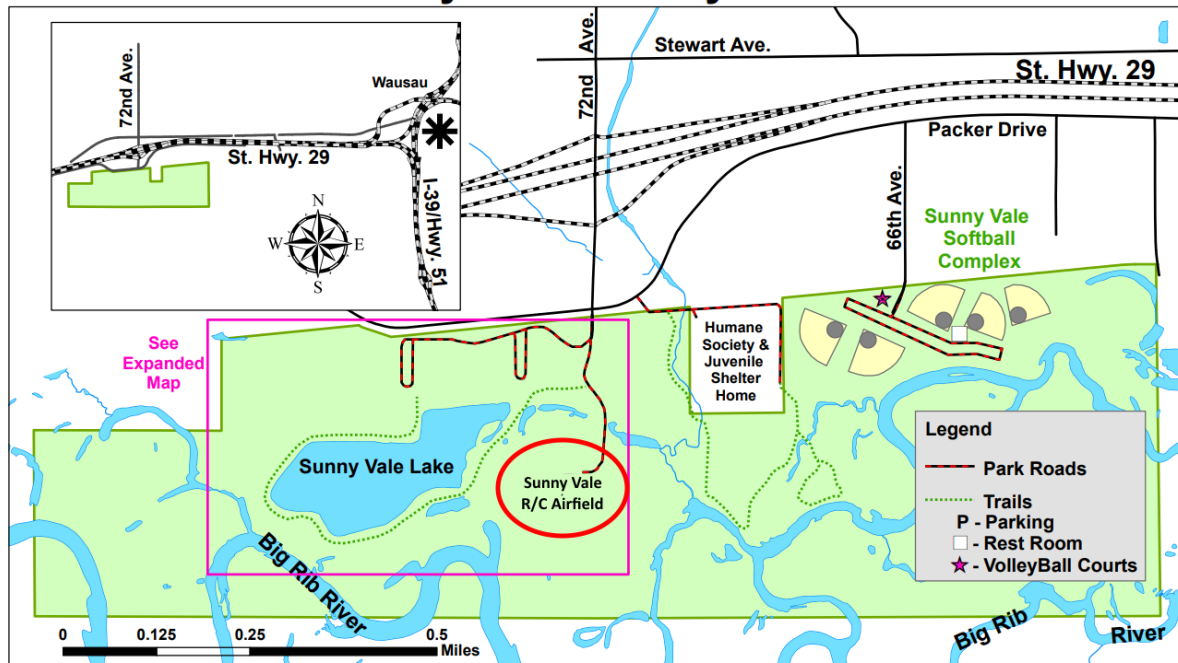 72nd Ave.
Wausau
St. Hwy. 29
I-39/Hwy. 51
N
W
E
S
72nd
Ave.
Stewart Ave.
St. Hwy. 29
Packer Drive
66th Ave.
Sunny Vale
Softball
Complex
See
Expanded
Map
Humane
Society &
Juvenile
Shelter
Home
Sunny Vale Lake
Sunny Vale
R/C Airfield
Legend
Park Roads
Trails
P - Parking
- Rest Room
- VolleyBall Courts
Big Rib River
Big Rib
River
0
0.125
0.25
0.5
Miles